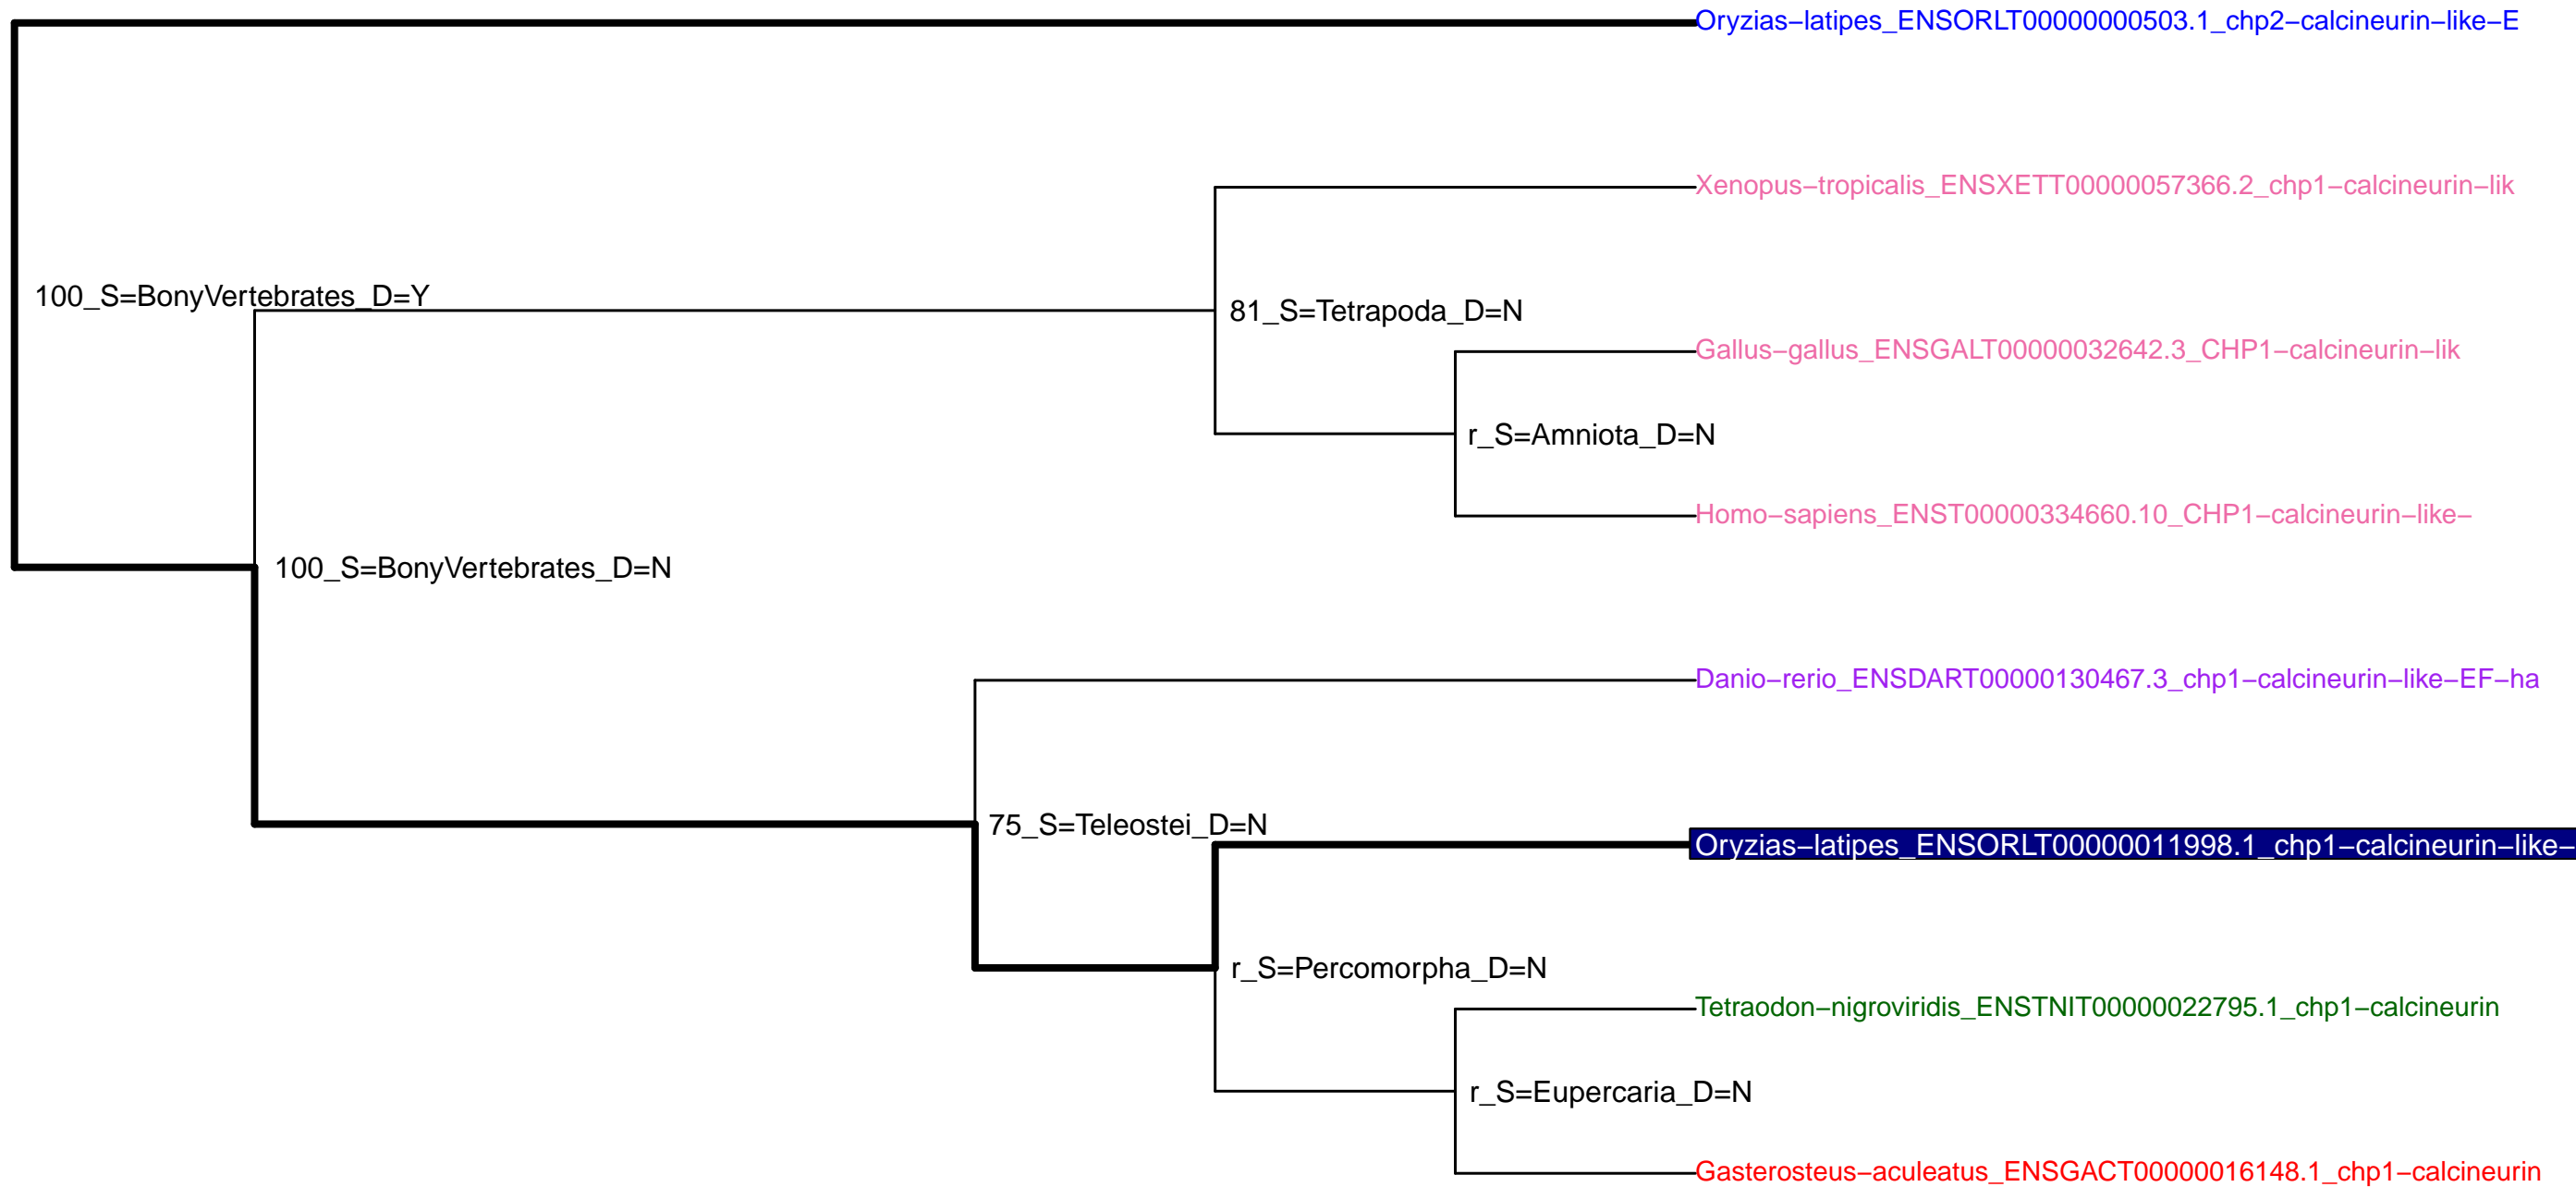 Oryzias−latipes_ENSORLT00000000503.1_chp2−calcineurin−like−E
Xenopus−tropicalis_ENSXETT00000057366.2_chp1−calcineurin−lik
100_S=BonyVertebrates_D=Y
81_S=Tetrapoda_D=N
Gallus−gallus_ENSGALT00000032642.3_CHP1−calcineurin−lik
r_S=Amniota_D=N
Homo−sapiens_ENST00000334660.10_CHP1−calcineurin−like−
100_S=BonyVertebrates_D=N
Danio−rerio_ENSDART00000130467.3_chp1−calcineurin−like−EF−ha
75_S=Teleostei_D=N
Oryzias−latipes_ENSORLT00000011998.1_chp1−calcineurin−like−
r_S=Percomorpha_D=N
Tetraodon−nigroviridis_ENSTNIT00000022795.1_chp1−calcineurin
r_S=Eupercaria_D=N
Gasterosteus−aculeatus_ENSGACT00000016148.1_chp1−calcineurin